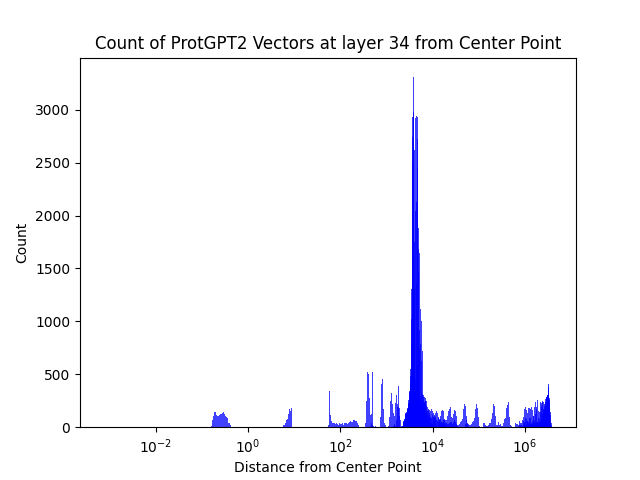 Count of ProtGPT2 Vectors at layer 34 from Center Point
3000
2500
2000
1500
1000
500
0
Count
10⁻² 10⁰ 10² 10⁴ 10⁶
Distance from Center Point